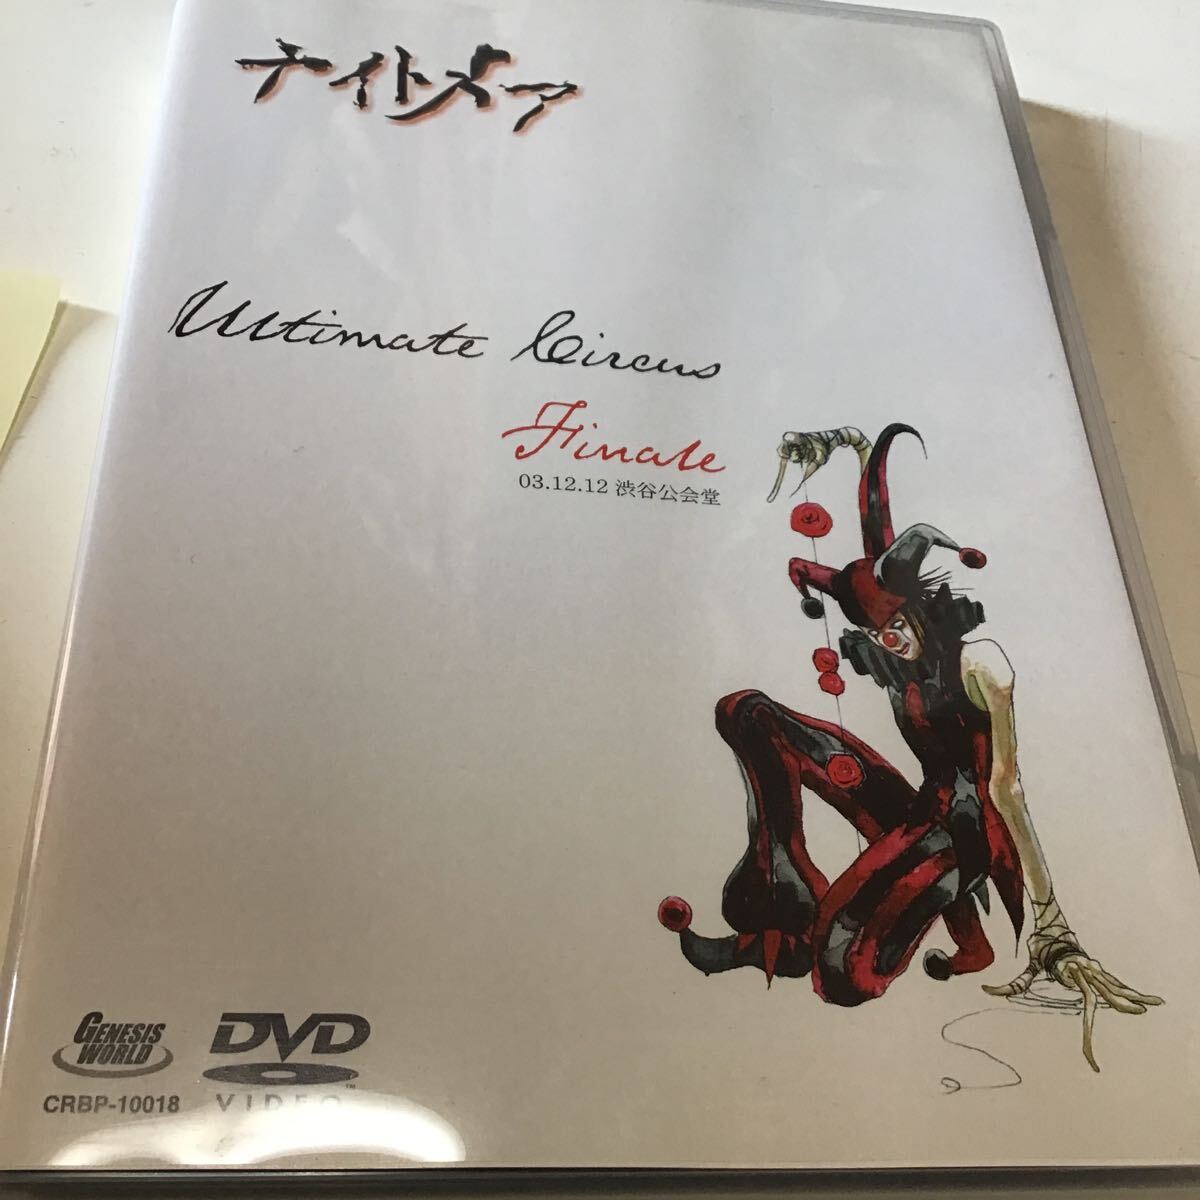 ナイトメア
Ultimate Circus
Finale
03.12.12 渋谷公会堂
GENESIS
WORLD
DVD
CRBP-10018
VIDEO